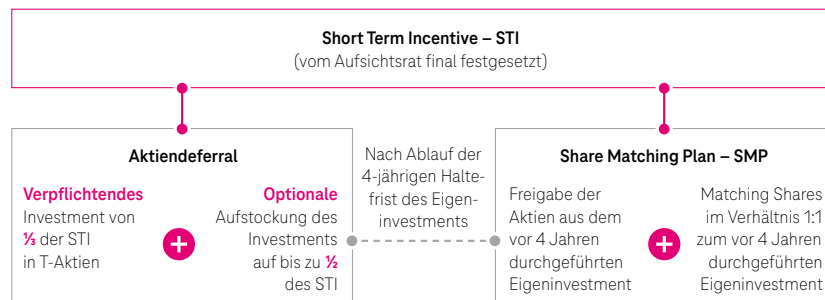 Short Term Incentive – STI
(vom Aufsichtsrat final festgesetzt)
Aktiendeferral
Verpflichtendes
Investment von
⅓ der STI
in T-Aktien
+
Optionale
Aufstockung des
Investments
auf bis zu ½
des STI
Nach Ablauf der
4-jährigen Halte-
frist des Eigen-
investments
Share Matching Plan – SMP
Freigabe der
Aktien aus dem
vor 4 Jahren
durchgeführten
Eigeninvestment
+
Matching Shares
im Verhältnis 1:1
zum vor 4 Jahren
durchgeführten
Eigeninvestment